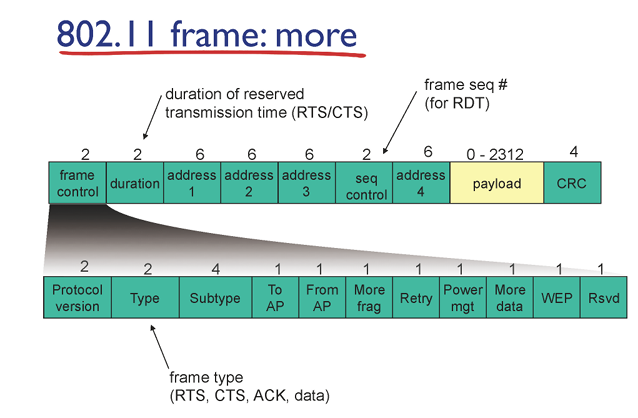 802.11 frame: more
duration of reserved
transmission time (RTS/CTS)
frame seq #
(for RDT)
2 2 6 6 6 2 6 0 - 2312 4
frame control duration address 1 address 2 address 3 seq control address 4 payload CRC
2 2 4 1 1 1 1 1 1 1 1
Protocol version Type Subtype To AP From AP More frag Retry Power mgt More data WEP Rsvd
frame type
(RTS, CTS, ACK, data)